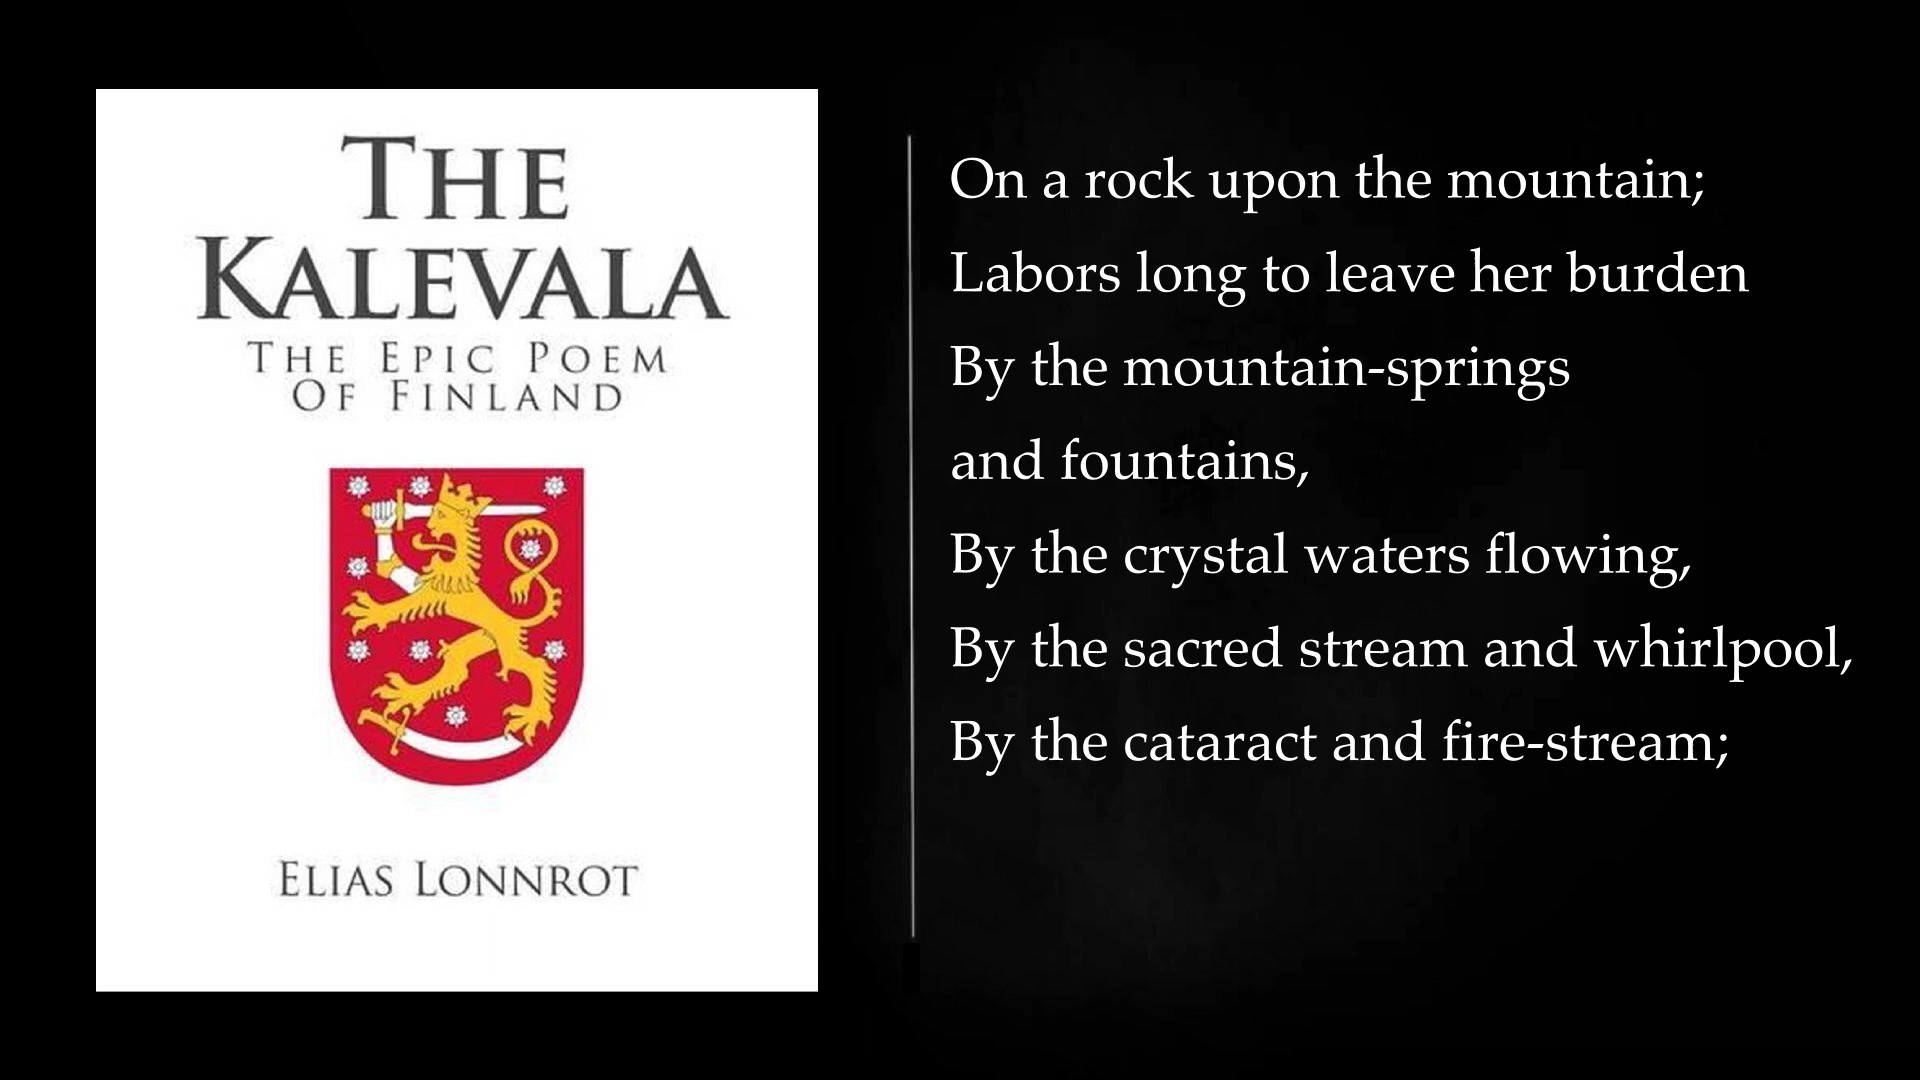 THE
KALEVALA
THE EPIC POEM
OF FINLAND
ELIAS LONNROT
On a rock upon the mountain;
Labors long to leave her burden
By the mountain-springs
and fountains,
By the crystal waters flowing,
By the sacred stream and whirlpool,
By the cataract and fire-stream;